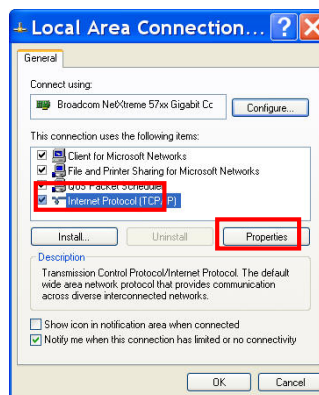 Local Area Connection...
General
Connect using:
Broadcom NetXtreme 57xx Gigabit Cc
Configure...
This connection uses the following items:
Client for Microsoft Networks
File and Printer Sharing for Microsoft Networks
QoS Packet Scheduler
Internet Protocol (TCP/IP)
Install...
Uninstall
Properties
Description
Transmission Control Protocol/Internet Protocol. The default
wide area network protocol that provides communication
across diverse interconnected networks.
Show icon in notification area when connected
Notify me when this connection has limited or no connectivity
OK
Cancel